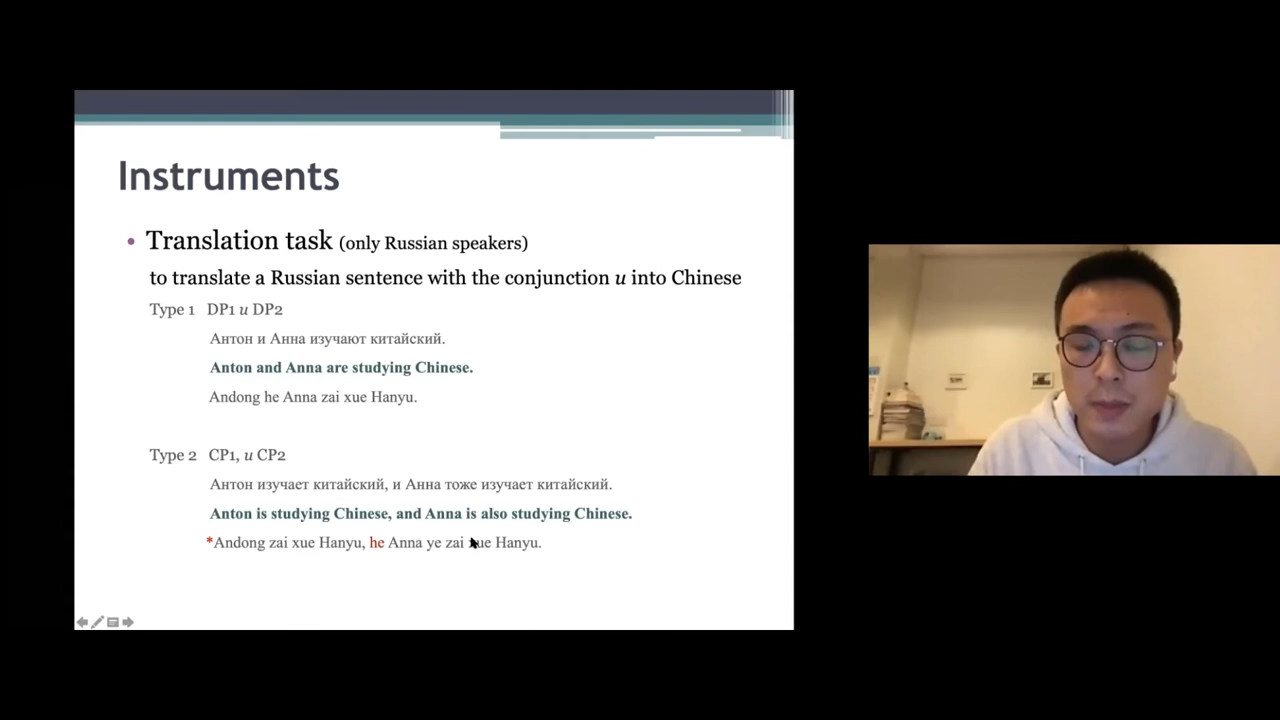 Instruments
• Translation task (only Russian speakers)
to translate a Russian sentence with the conjunction и into Chinese
Type 1 DP1 и DP2
Антон и Анна изучают китайский.
Anton and Anna are studying Chinese.
Andong he Anna zai xue Hanyu.
Type 2 CP1, и CP2
Антон изучает китайский, и Анна тоже изучает китайский.
Anton is studying Chinese, and Anna is also studying Chinese.
*Andong zai xue Hanyu, he Anna ye zai xue Hanyu.